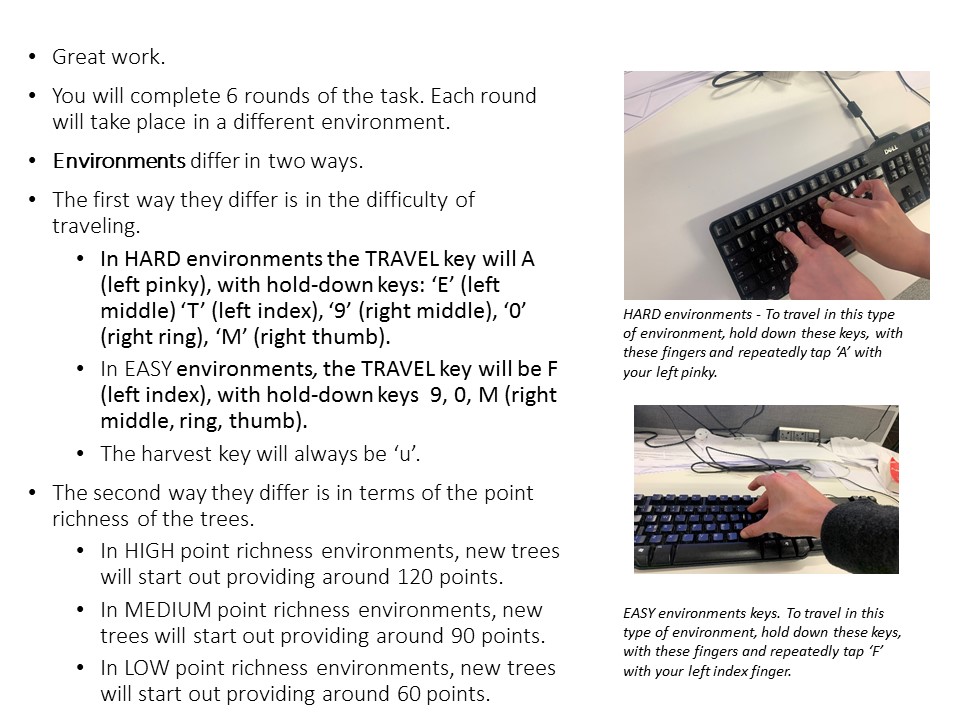 • Great work.
• You will complete 6 rounds of the task. Each round
will take place in a different environment.
• Environments differ in two ways.
• The first way they differ is in the difficulty of
traveling.
• In HARD environments the TRAVEL key will A
(left pinky), with hold-down keys: ‘E’ (left
middle) ‘T’ (left index), ‘9’ (right middle), ‘0’
(right ring), ‘M’ (right thumb).
• In EASY environments, the TRAVEL key will be F
(left index), with hold-down keys 9, 0, M (right
middle, ring, thumb).
• The harvest key will always be ‘u’.
• The second way they differ is in terms of the point
richness of the trees.
• In HIGH point richness environments, new trees
will start out providing around 120 points.
• In MEDIUM point richness environments, new
trees will start out providing around 90 points.
• In LOW point richness environments, new trees
will start out providing around 60 points.
DELL
HARD environments - To travel in this type
of environment, hold down these keys, with
these fingers and repeatedly tap ‘A’ with
your left pinky.
EASY environments keys. To travel in this
type of environment, hold down these keys,
with these fingers and repeatedly tap ‘F’
with your left index finger.